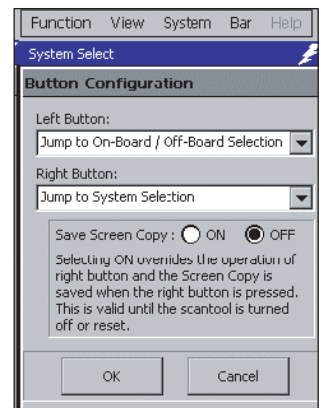 Function View System Bar Help
System Select
Button Configuration
Left Button:
Jump to On-Board / Off-Board Selection
Right Button:
Jump to System Selection
Save Screen Copy : ON OFF
Selecting ON overrides the operation of
right button and the Screen Copy is
saved when the right button is pressed.
This is valid until the scantool is turned
off or reset.
OK Cancel